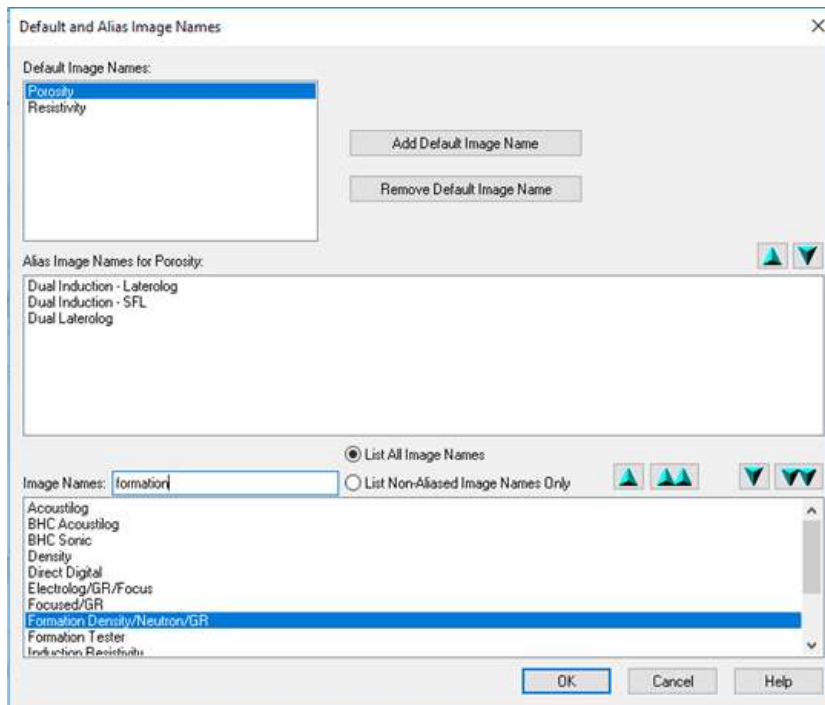 Default and Alias Image Names
Default Image Names:
Porosity
Resistivity
Add Default Image Name
Remove Default Image Name
Alias Image Names for Porosity:
Dual Induction - Laterolog
Dual Induction - SFL
Dual Laterolog
List All Image Names
Image Names: formation
List Non-Aliased Image Names Only
Acoustilog
BHC Acoustilog
BHC Sonic
Density
Direct Digital
Electrolog/GR/Focus
Focused/GR
Formation Density/Neutron/GR
Formation Tester
Induction Resistivity
OK Cancel Help